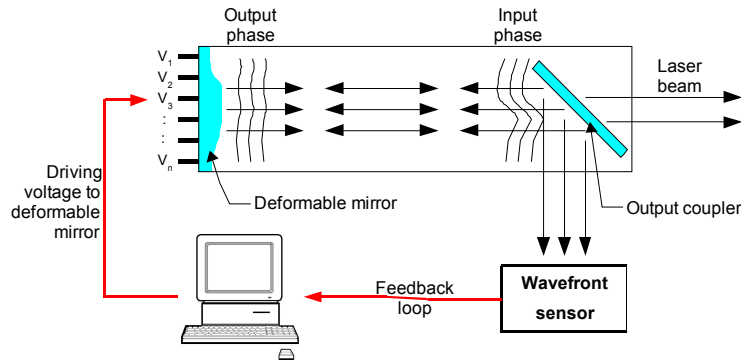 Output
phase
Input
phase
V1
V2
V3
:
:
Vn
Laser
beam
Driving
voltage to
deformable
mirror
Deformable mirror
Output coupler
Feedback
loop
Wavefront
sensor